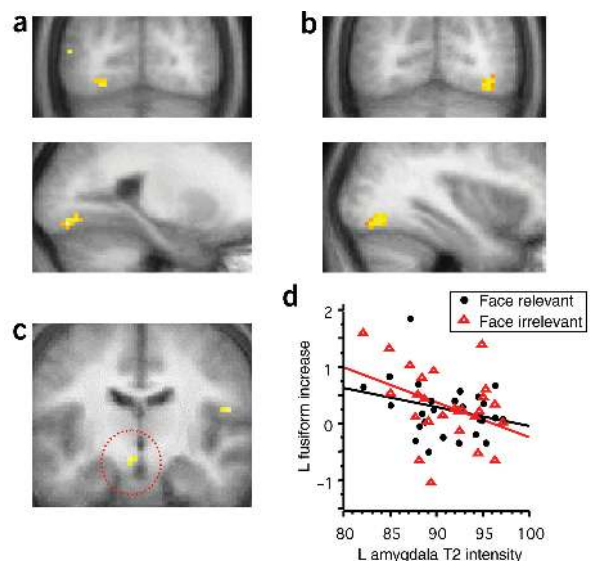 a
b
c
d
Face relevant
Face irrelevant
L fusiform increase
2
1
0
-1
80
85
90
95
100
L amygdala T2 intensity